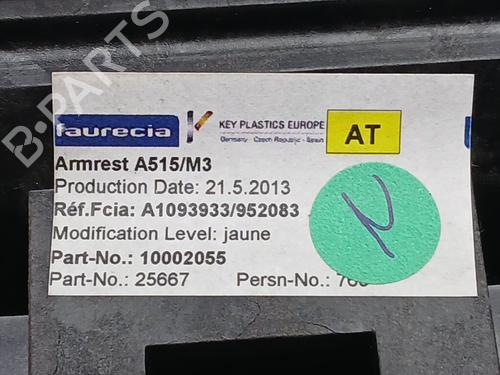 B-PARTS
faurecia
KEY PLASTICS EUROPE
Germany - Czech Republic - Spain
AT
Armrest A515/M3
Production Date: 21.5.2013
Réf.Fcia: A1093933/952083
Modification Level: jaune
Part-No.: 10002055
Part-No.: 25667 Persn-No.: